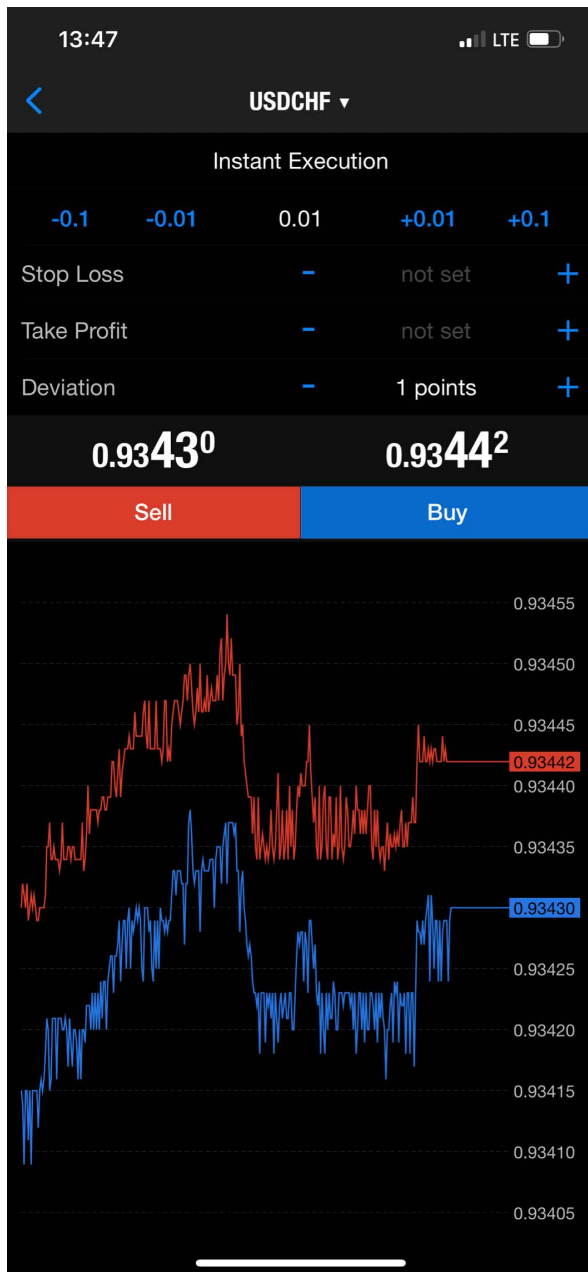 13:47 LTE
USDCHF ▾
Instant Execution
-0.1 -0.01 0.01 +0.01 +0.1
Stop Loss - not set +
Take Profit - not set +
Deviation - 1 points +
0.93430 0.93442
Sell Buy
0.93455
0.93450
0.93445
0.93442
0.93440
0.93435
0.93430
0.93425
0.93420
0.93415
0.93410
0.93405